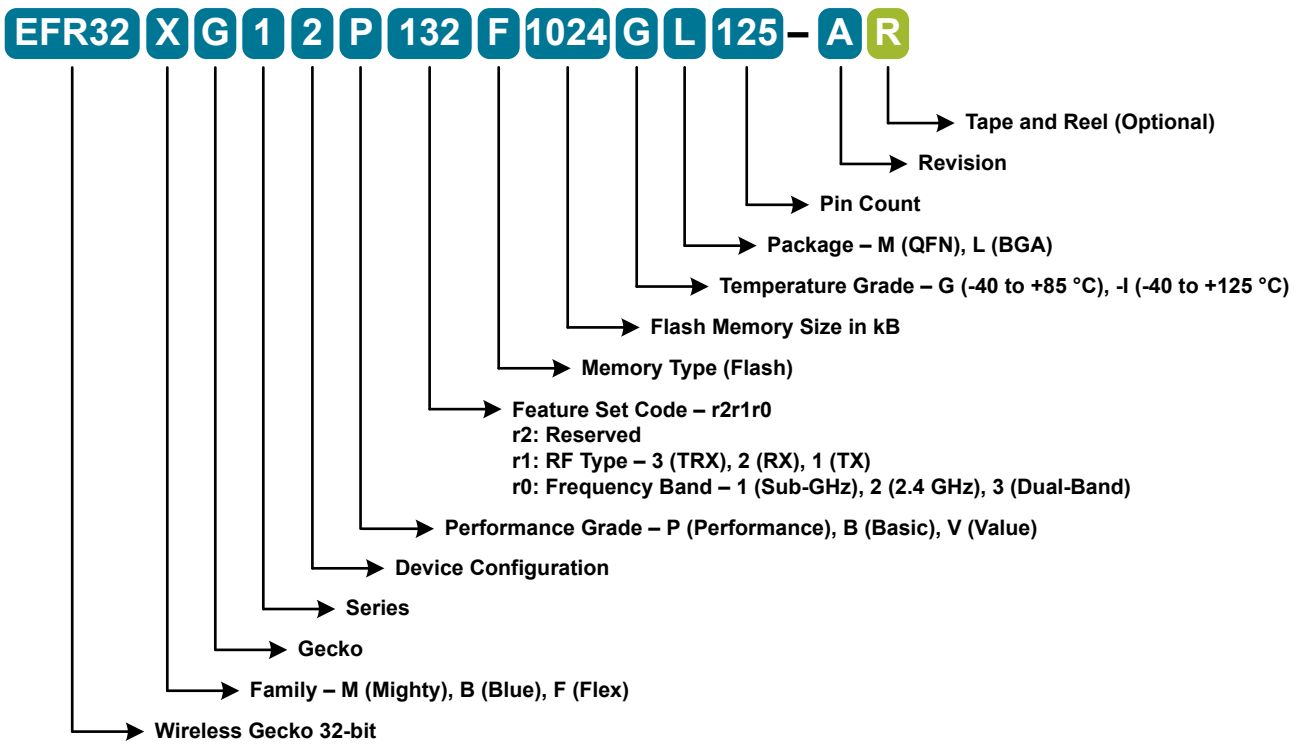 EFR32 X G 1 2 P 132 F 1024 G L 125 – A R
Tape and Reel (Optional)
Revision
Pin Count
Package – M (QFN), L (BGA)
Temperature Grade – G (-40 to +85 °C), -I (-40 to +125 °C)
Flash Memory Size in kB
Memory Type (Flash)
Feature Set Code – r2r1r0
r2: Reserved
r1: RF Type – 3 (TRX), 2 (RX), 1 (TX)
r0: Frequency Band – 1 (Sub-GHz), 2 (2.4 GHz), 3 (Dual-Band)
Performance Grade – P (Performance), B (Basic), V (Value)
Device Configuration
Series
Gecko
Family – M (Mighty), B (Blue), F (Flex)
Wireless Gecko 32-bit